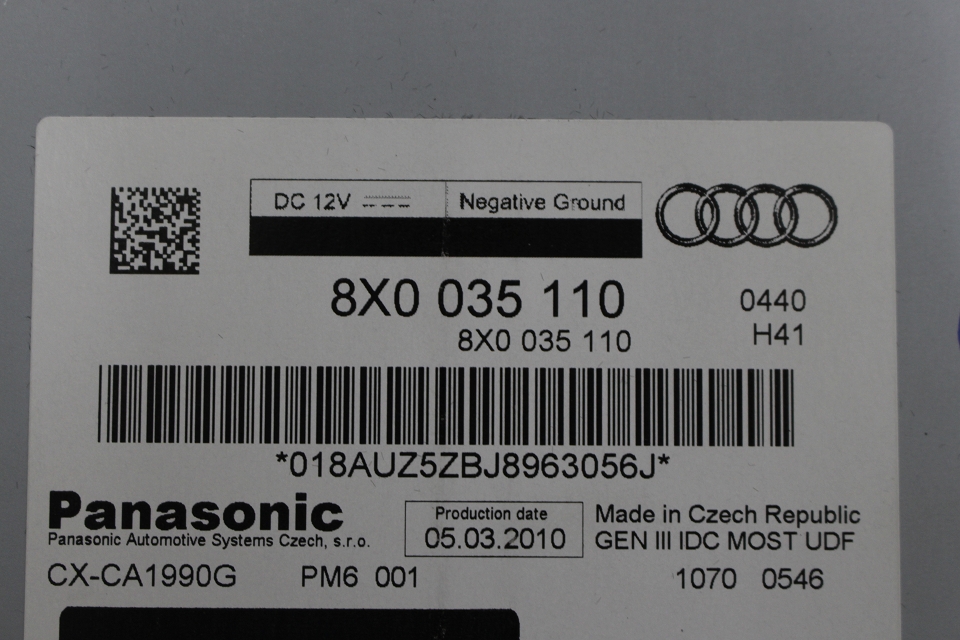 DC 12V Negative Ground
8X0 035 110 0440
8X0 035 110 H41
*018AUZ5ZBJ8963056J*
Panasonic
Panasonic Automotive Systems Czech, s.r.o.
Production date
05.03.2010
Made in Czech Republic
GEN III IDC MOST UDF
CX-CA1990G PM6 001 1070 0546